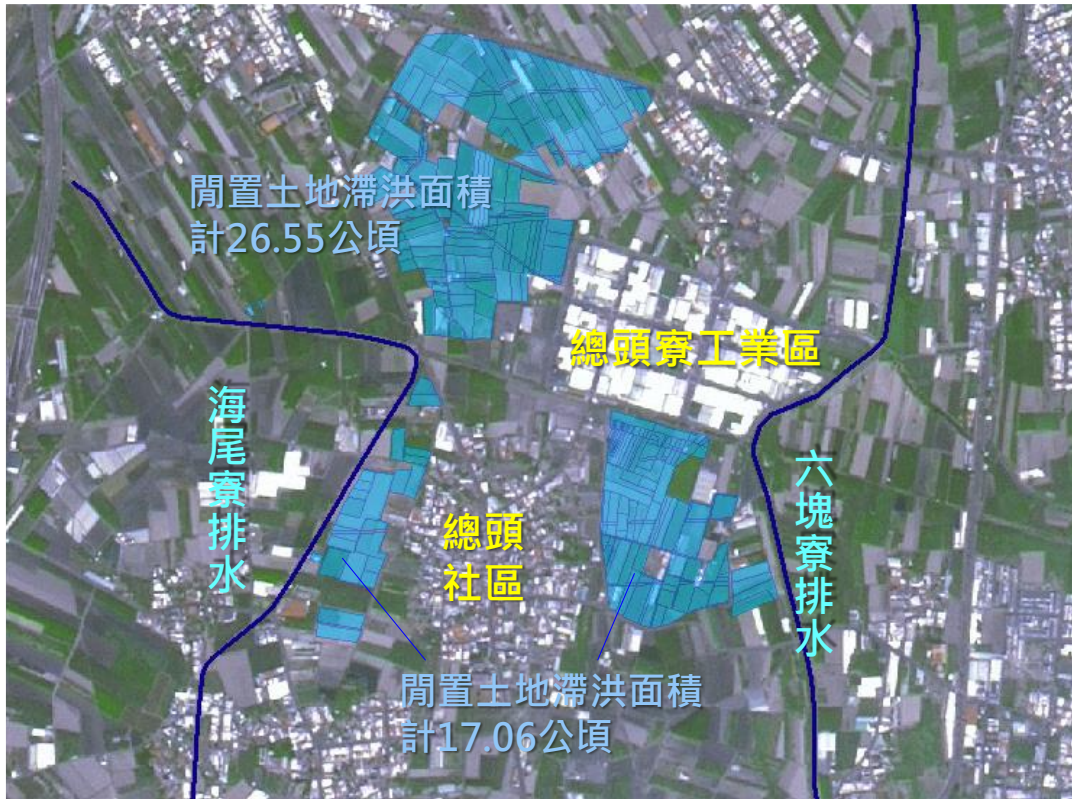 閒置土地滯洪面積
計26.55公頃
總頭寮工業區
海尾寮排水
六塊寮排水
總頭
社區
閒置土地滯洪面積
計17.06公頃